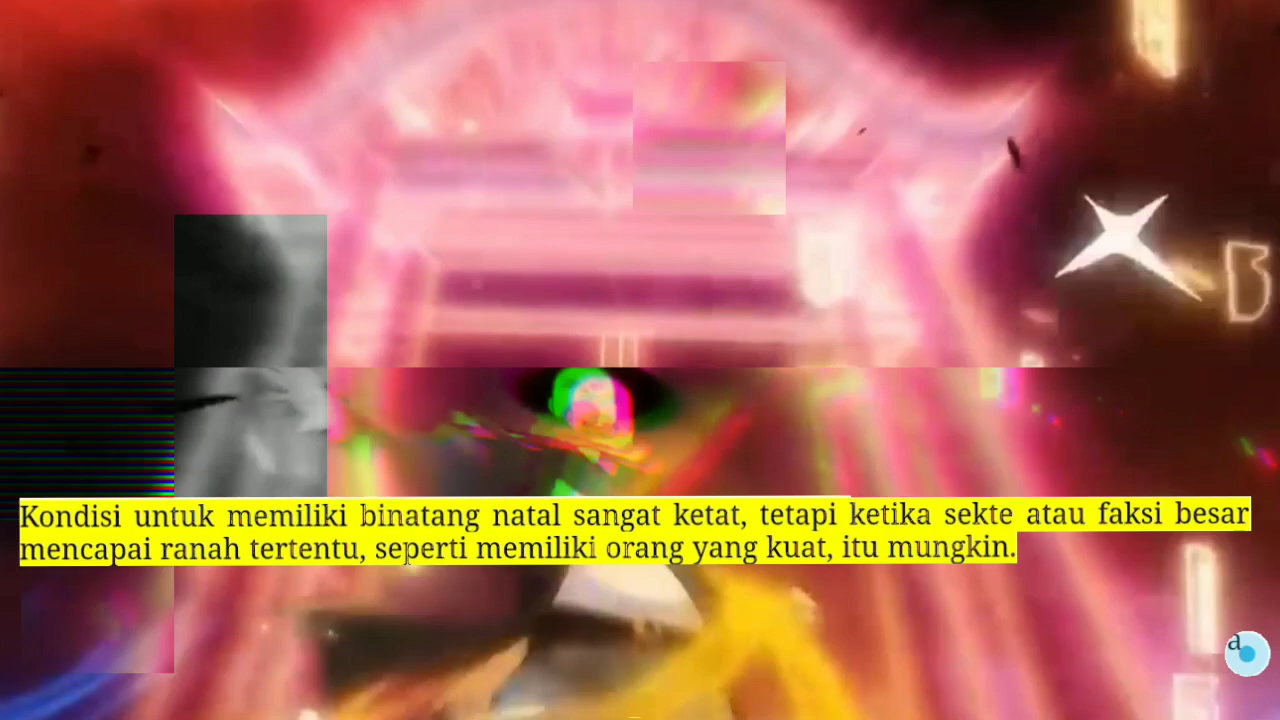 Kondisi untuk memiliki binatang natal sangat ketat, tetapi ketika sekte atau faksi besar
mencapai ranah tertentu, seperti memiliki orang yang kuat, itu mungkin.
a